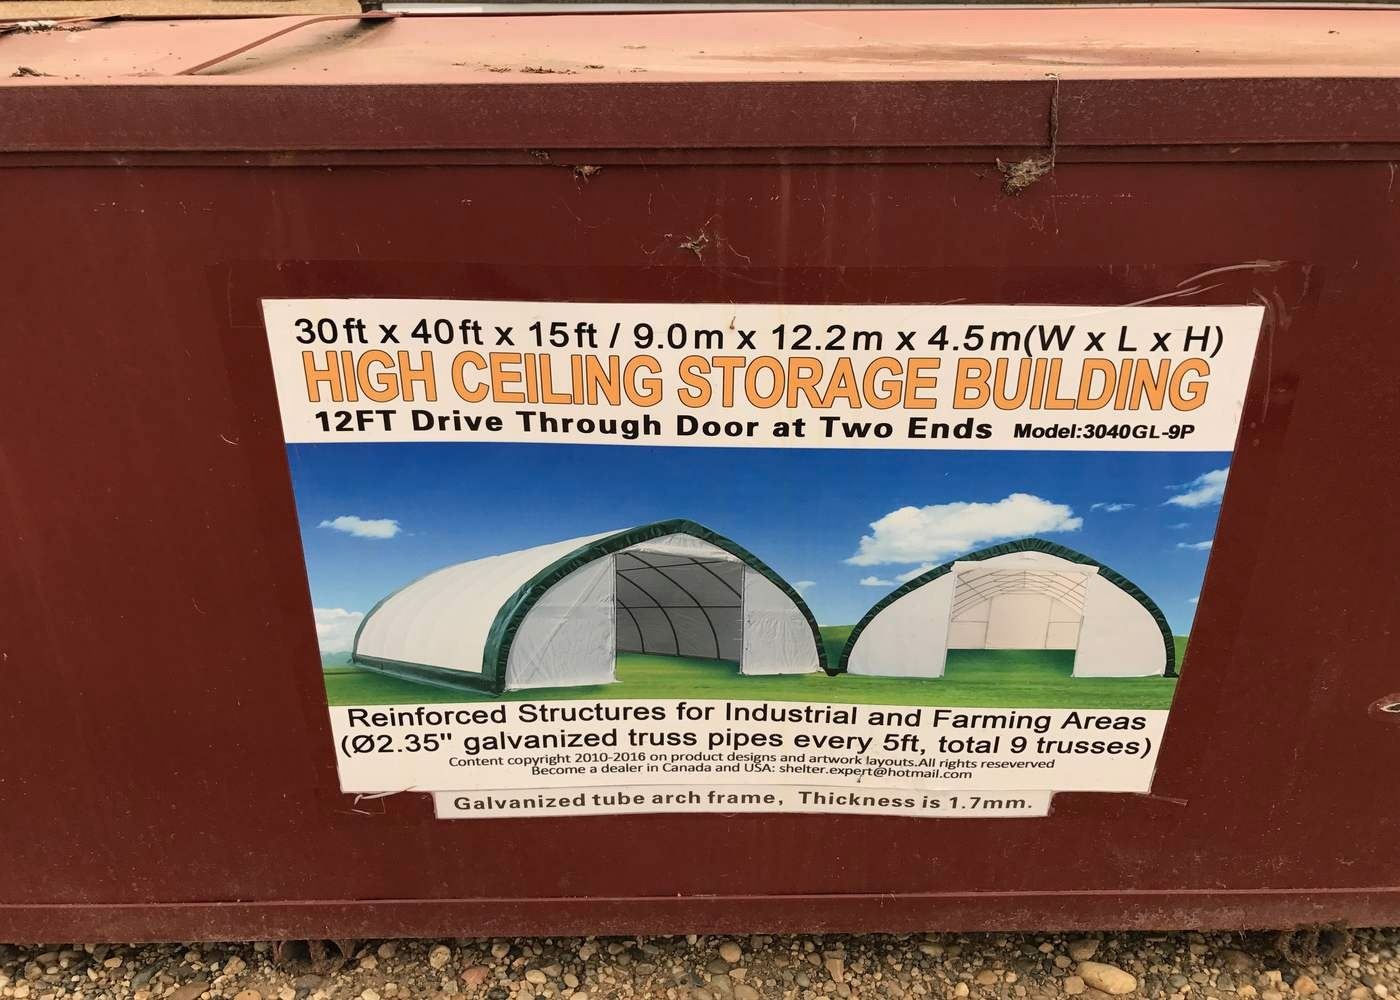 30ft x 40ft x 15ft / 9.0m x 12.2m x 4.5m(W x L x H)
HIGH CEILING STORAGE BUILDING
12FT Drive Through Door at Two Ends Model:3040GL-9P
Reinforced Structures for Industrial and Farming Areas
(Ø2.35" galvanized truss pipes every 5ft, total 9 trusses)
Content copyright 2010-2016 on product designs and artwork layouts.All rights reseverved
Become a dealer in Canada and USA: shelter.expert@hotmail.com
Galvanized tube arch frame, Thickness is 1.7mm.